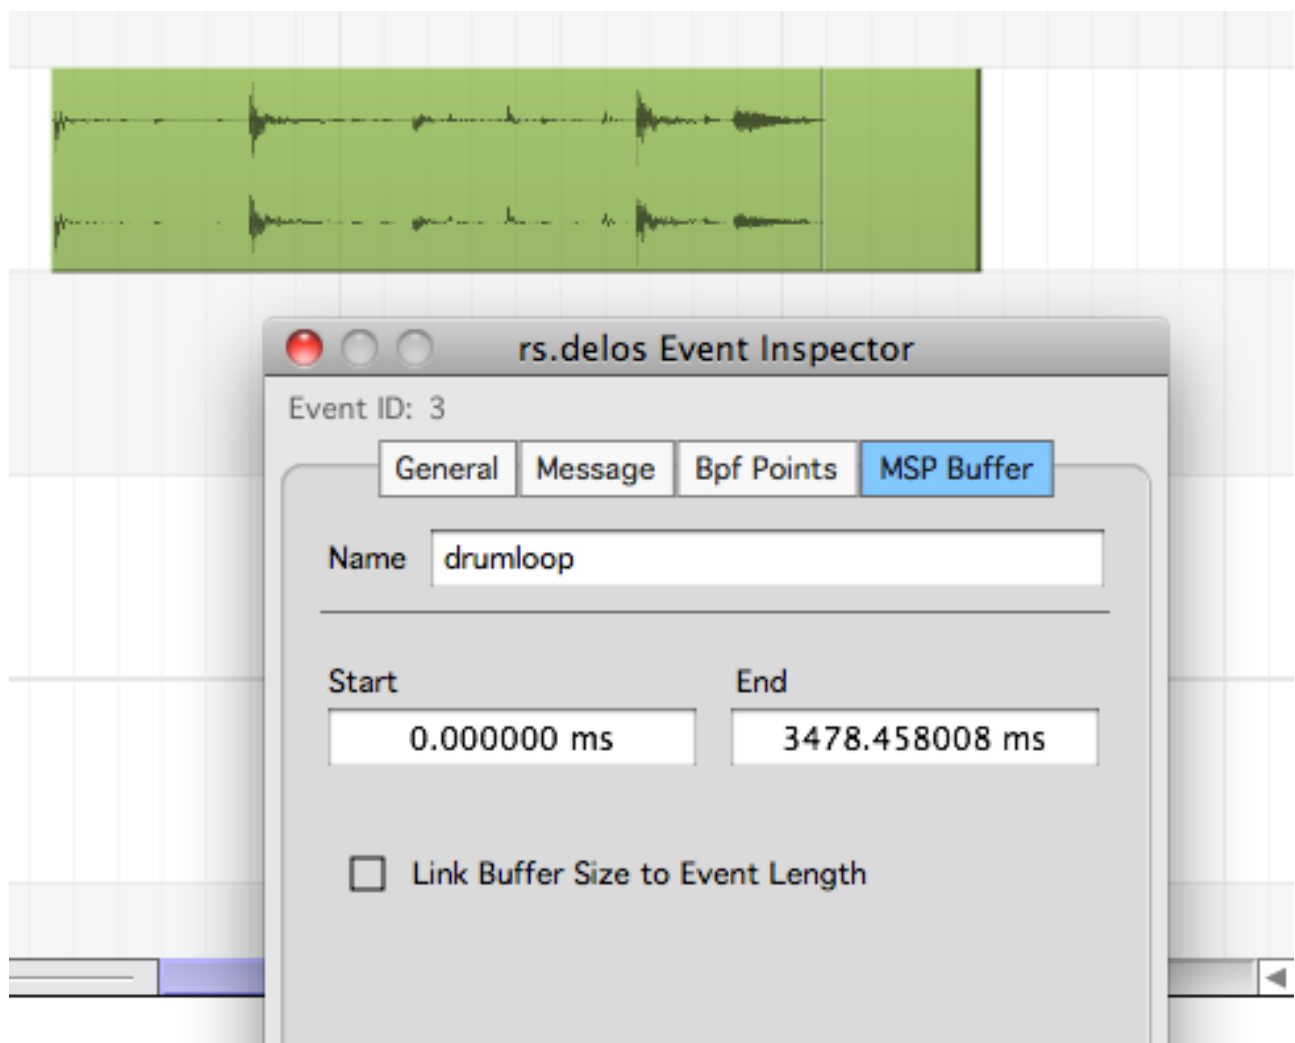 rs.delos Event Inspector
Event ID: 3
General Message Bpf Points MSP Buffer
Name drumloop
Start End
0.000000 ms 3478.458008 ms
Link Buffer Size to Event Length